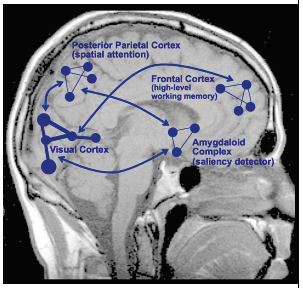 Posterior Parietal Cortex
(spatial attention)
Frontal Cortex
(high-level
working memory)
Visual Cortex
Amygdaloid
Complex
(saliency detector)